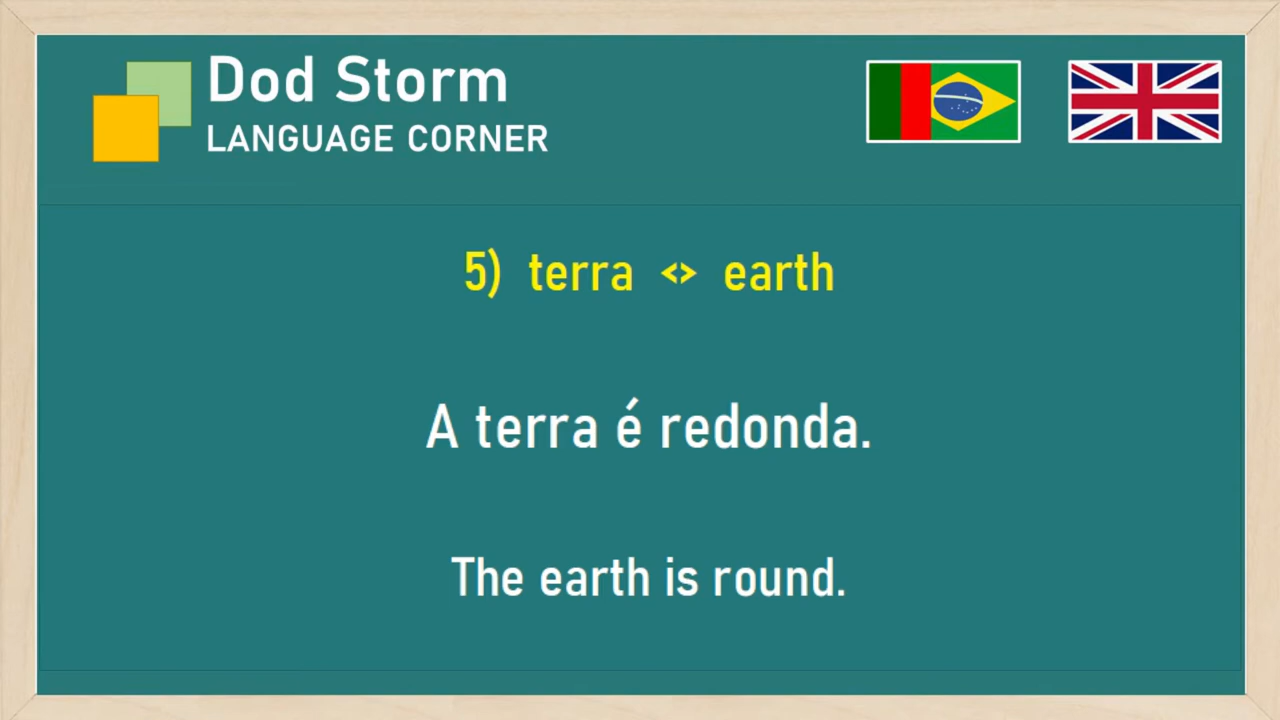 Dod Storm
LANGUAGE CORNER
5) terra <> earth
A terra é redonda.
The earth is round.